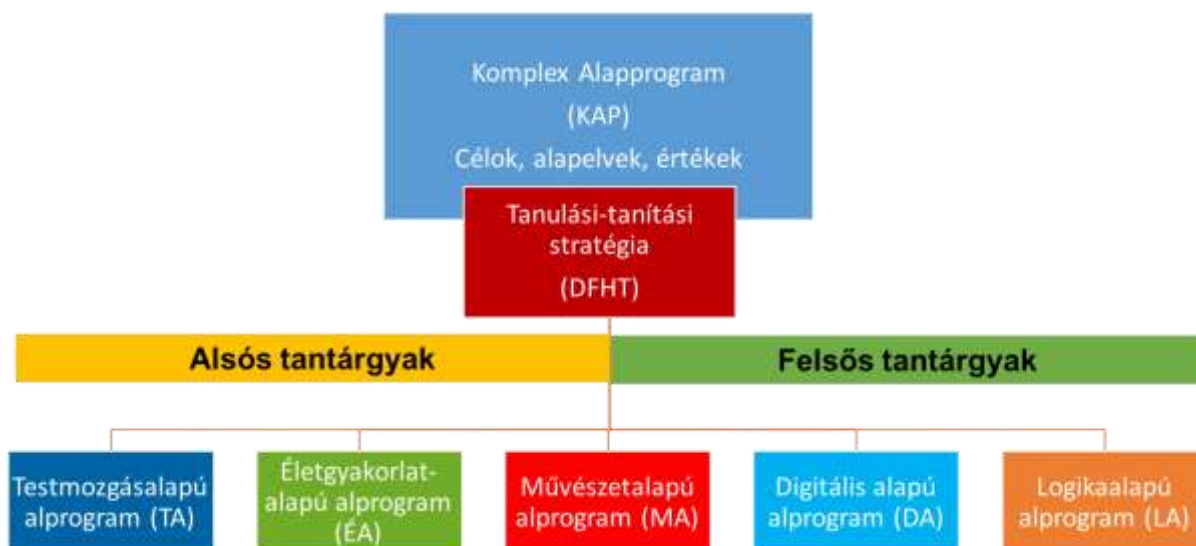 Komplex Alapprogram
(KAP)
Célok, alapelvek, értékek
Tanulási-tanítási
stratégia
(DFHT)
Alsós tantárgyak
Felsős tantárgyak
Testmozgásalapú
alprogram (TA)
Életgyakorlat-
alapú alprogram
(ÉA)
Művészetalapú
alprogram (MA)
Digitális alapú
alprogram (DA)
Logikaalapú
alprogram (LA)